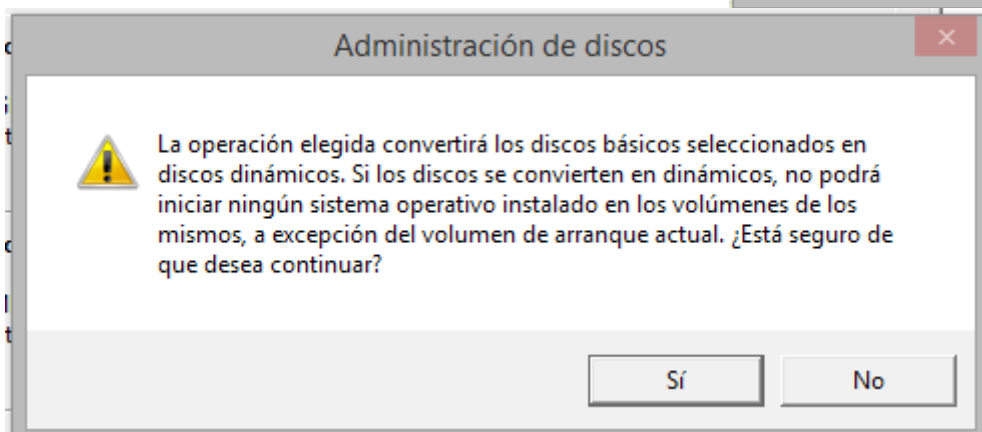 Administración de discos
La operación elegida convertirá los discos básicos seleccionados en
discos dinámicos. Si los discos se convierten en dinámicos, no podrá
iniciar ningún sistema operativo instalado en los volúmenes de los
mismos, a excepción del volumen de arranque actual. ¿Está seguro de
que desea continuar?
Sí
No